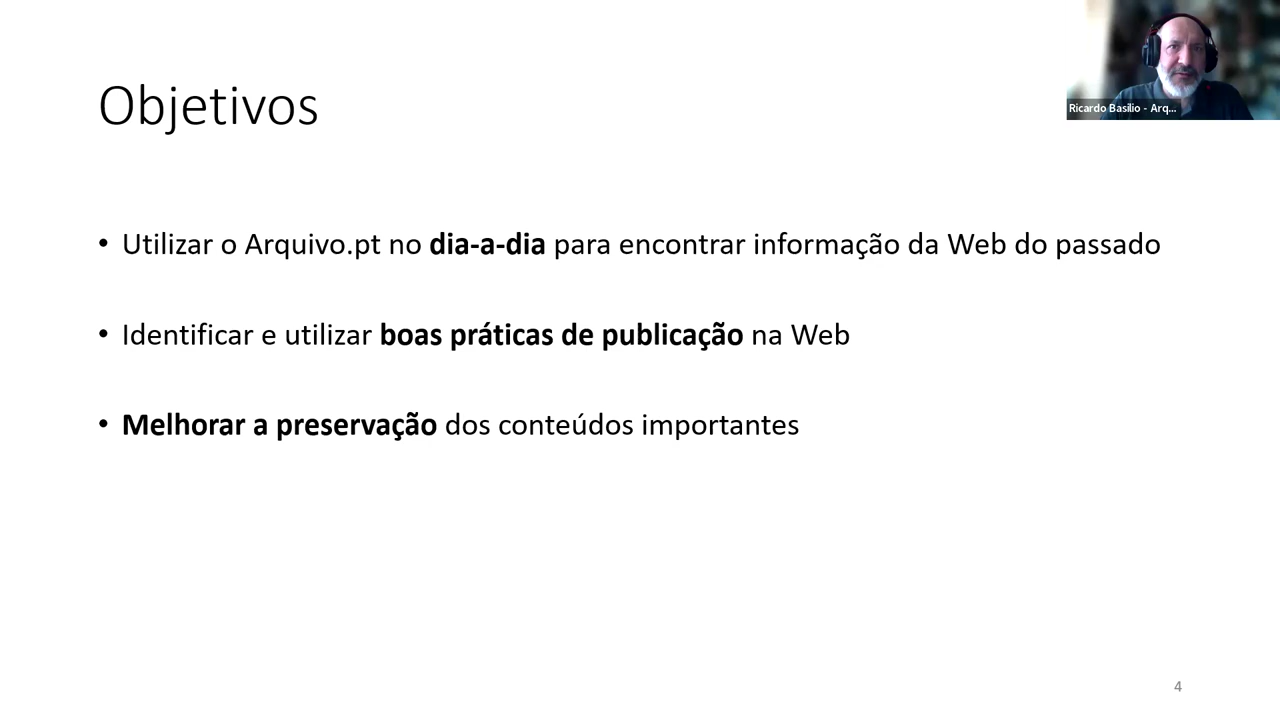 Objetivos
Ricardo Basílio - Arq...
• Utilizar o Arquivo.pt no dia-a-dia para encontrar informação da Web do passado
• Identificar e utilizar boas práticas de publicação na Web
• Melhorar a preservação dos conteúdos importantes
4